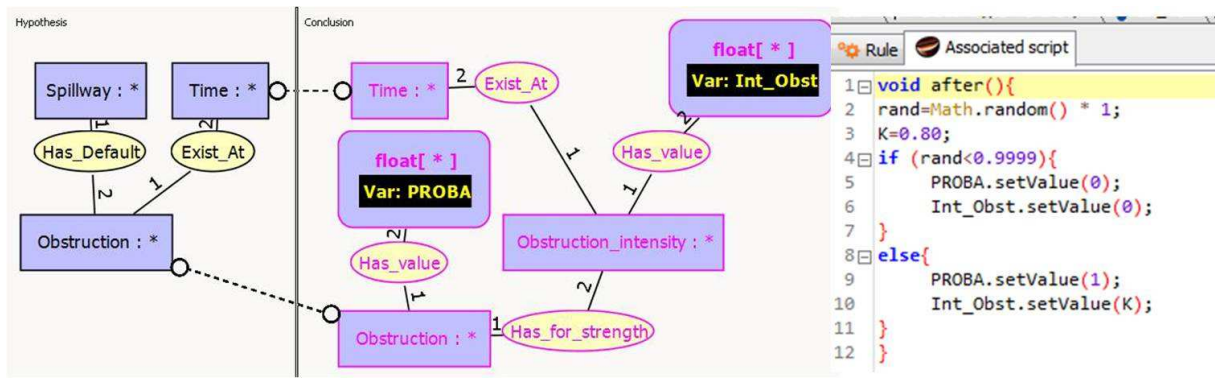 Hypothesis
Spillway : *
Time : *
1
2
Has_Default
Exist_At
2
1
Obstruction : *
Conclusion
Time : *
2
Exist_At
float[ * ]
Var: Int_Obst
2
Has_value
1
1
float[ * ]
Var: PROBA
2
Has_value
1
Obstruction_intensity : *
2
Obstruction : *
1
Has_for_strength
Rule
Associated script
1 void after(){
2 rand=Math.random() * 1;
3 K=0.80;
4 if (rand<0.9999){
5 PROBA.setValue(0);
6 Int_Obst.setValue(0);
7 }
8 else{
9 PROBA.setValue(1);
10 Int_Obst.setValue(K);
11 }
12 }